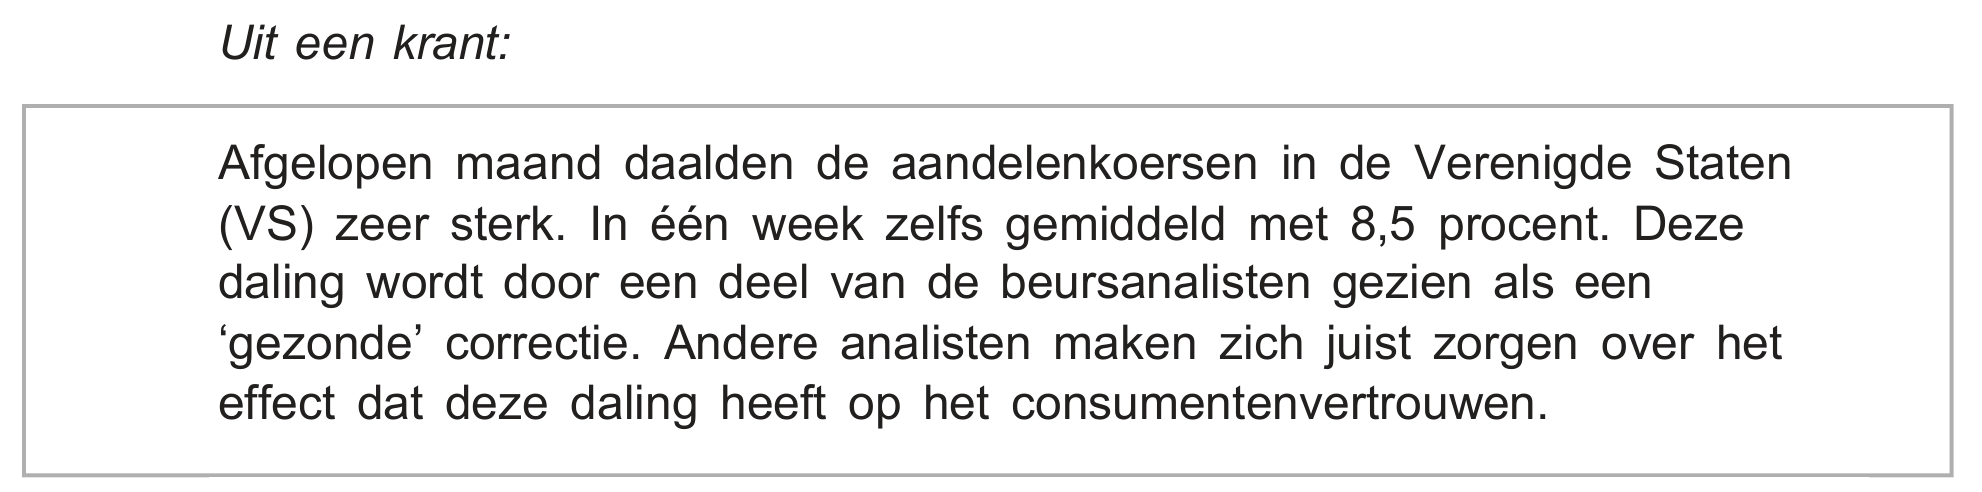 Uit een krant:
Afgelopen maand daalden de aandelenkoersen in de Verenigde Staten
(VS) zeer sterk. In één week zelfs gemiddeld met 8,5 procent. Deze
daling wordt door een deel van de beursanalisten gezien als een
‘gezonde’ correctie. Andere analisten maken zich juist zorgen over het
effect dat deze daling heeft op het consumentenvertrouwen.